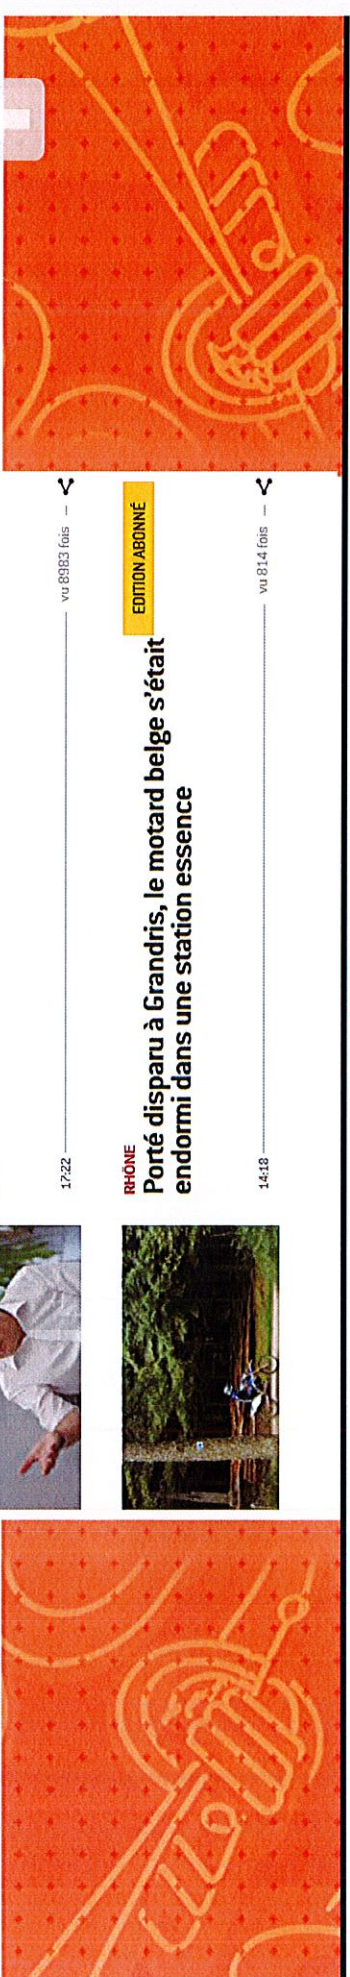 17:22 vu 8983 fois
RHÔNE
Porté disparu à Grandris, le motard belge s'était
endormi dans une station essence
EDITION ABONNÉ
14:18 vu 814 fois